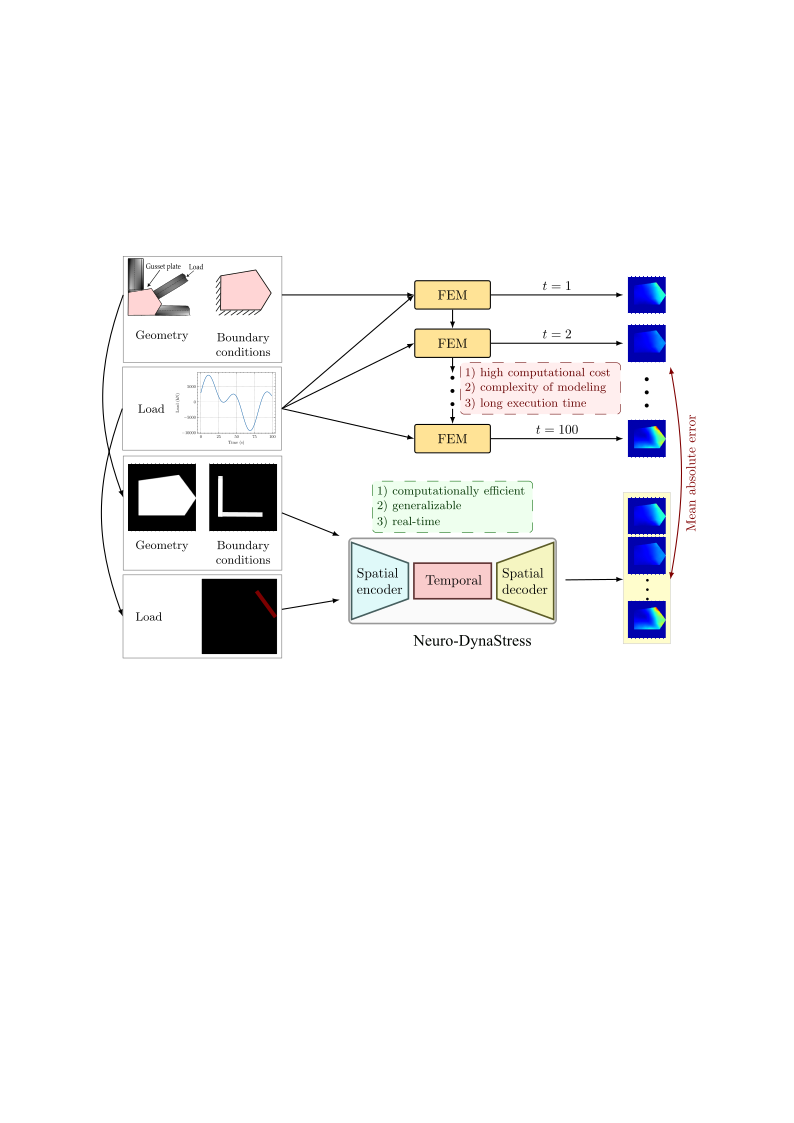 Gusset plate
Load
Geometry
Boundary
conditions
FEM
t = 1
FEM
t = 2
1) high computational cost
2) complexity of modeling
3) long execution time
FEM
t = 100
Load
Load (kN)
5000
0
−5000
−10000
0 25 50 75 100
Time (s)
Geometry
Boundary
conditions
Load
1) computationally efficient
2) generalizable
3) real-time
Spatial
encoder
Temporal
Spatial
decoder
Neuro-DynaStress
Mean absolute error